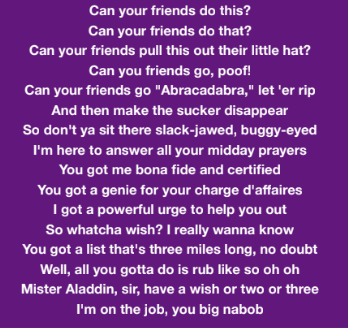 Can your friends do this?
Can your friends do that?
Can your friends pull this out their little hat?
Can you friends go, poof!
Can your friends go "Abracadabra," let 'er rip
And then make the sucker disappear
So don't ya sit there slack-jawed, buggy-eyed
I'm here to answer all your midday prayers
You got me bona fide and certified
You got a genie for your charge d'affaires
I got a powerful urge to help you out
So whatcha wish? I really wanna know
You got a list that's three miles long, no doubt
Well, all you gotta do is rub like so oh oh
Mister Aladdin, sir, have a wish or two or three
I'm on the job, you big nabob